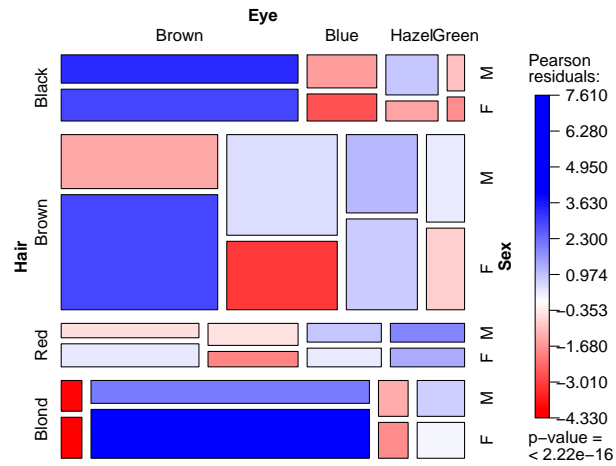 Eye
Brown Blue Hazel Green
Hair
Black
Brown
Red
Blond
M
F
M
F
M
F
M
F
Sex
Pearson
residuals:
7.610
6.280
4.950
3.630
2.300
0.974
−0.353
−1.680
−3.010
−4.330
p−value =
< 2.22e−16